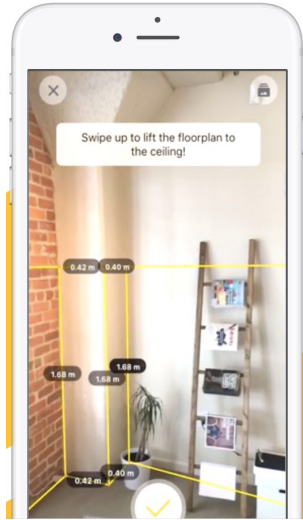 Swipe up to lift the floorplan to
the ceiling!
0.42 m
0.40 m
1.68 m
1.68 m
1.68 m
0.42 m
0.40 m